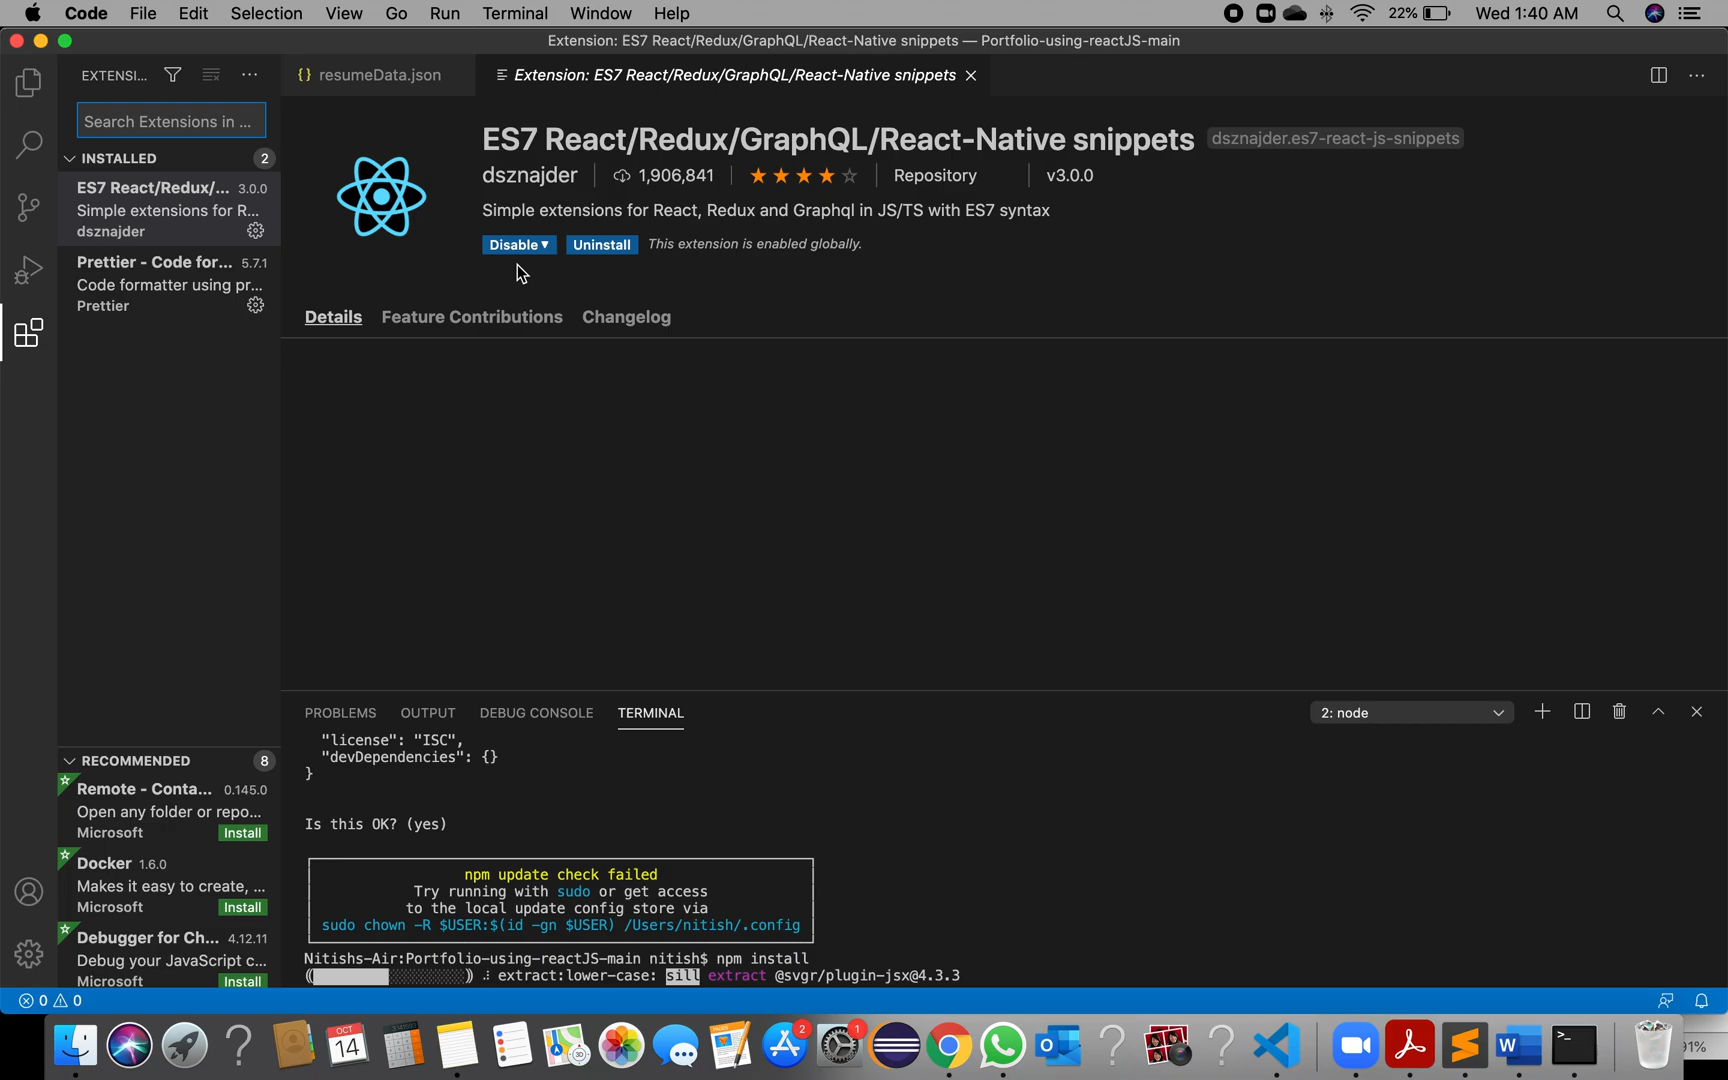 Code File Edit Selection View Go Run Terminal Window Help 22% Wed 1:40 AM
Extension: ES7 React/Redux/GraphQL/React-Native snippets — Portfolio-using-reactJS-main
EXTENSI...
{} resumeData.json
Extension: ES7 React/Redux/GraphQL/React-Native snippets
Search Extensions in ...
INSTALLED 2
ES7 React/Redux/... 3.0.0
Simple extensions for R...
dsznajder
Prettier - Code for... 5.7.1
Code formatter using pr...
Prettier
ES7 React/Redux/GraphQL/React-Native snippets dsznajder.es7-react-js-snippets
dsznajder 1,906,841 Repository v3.0.0
Simple extensions for React, Redux and Graphql in JS/TS with ES7 syntax
Disable Uninstall This extension is enabled globally.
Details Feature Contributions Changelog
RECOMMENDED 8
Remote - Conta... 0.145.0
Open any folder or repo...
Microsoft Install
Docker 1.6.0
Makes it easy to create, ...
Microsoft Install
Debugger for Ch... 4.12.11
Debug your JavaScript c...
Microsoft Install
PROBLEMS OUTPUT DEBUG CONSOLE TERMINAL 2: node
"license": "ISC",
"devDependencies": {}
}
Is this OK? (yes)
npm update check failed
Try running with sudo or get access
to the local update config store via
sudo chown -R $USER:$(id -gn $USER) /Users/nitish/.config
Nitishs-Air:Portfolio-using-reactJS-main nitish$ npm install
extract:lower-case: sill extract @svgr/plugin-jsx@4.3.3
0 0
OCT
14
2
1
91%